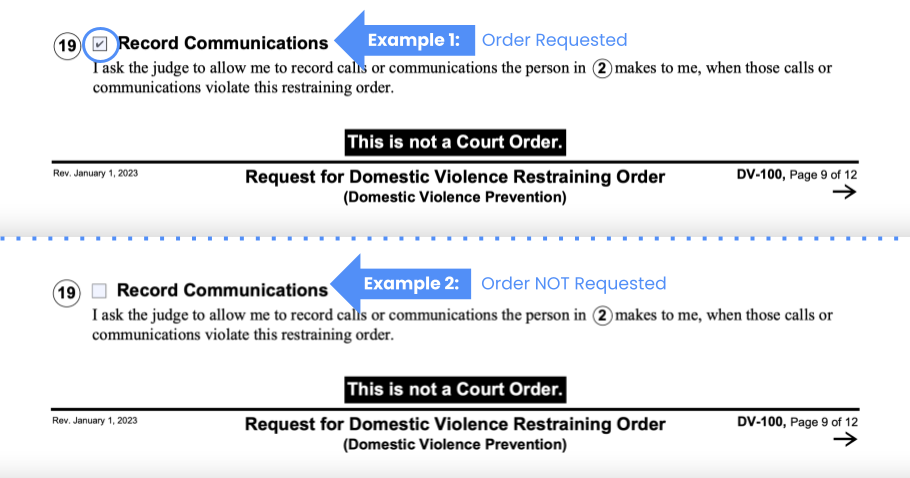 19 ✔ Record Communications Example 1: Order Requested
I ask the judge to allow me to record calls or communications the person in 2 makes to me, when those calls or
communications violate this restraining order.
This is not a Court Order.
Rev. January 1, 2023 Request for Domestic Violence Restraining Order DV-100, Page 9 of 12
(Domestic Violence Prevention) →
19 ☐ Record Communications Example 2: Order NOT Requested
I ask the judge to allow me to record calls or communications the person in 2 makes to me, when those calls or
communications violate this restraining order.
This is not a Court Order.
Rev. January 1, 2023 Request for Domestic Violence Restraining Order DV-100, Page 9 of 12
(Domestic Violence Prevention) →